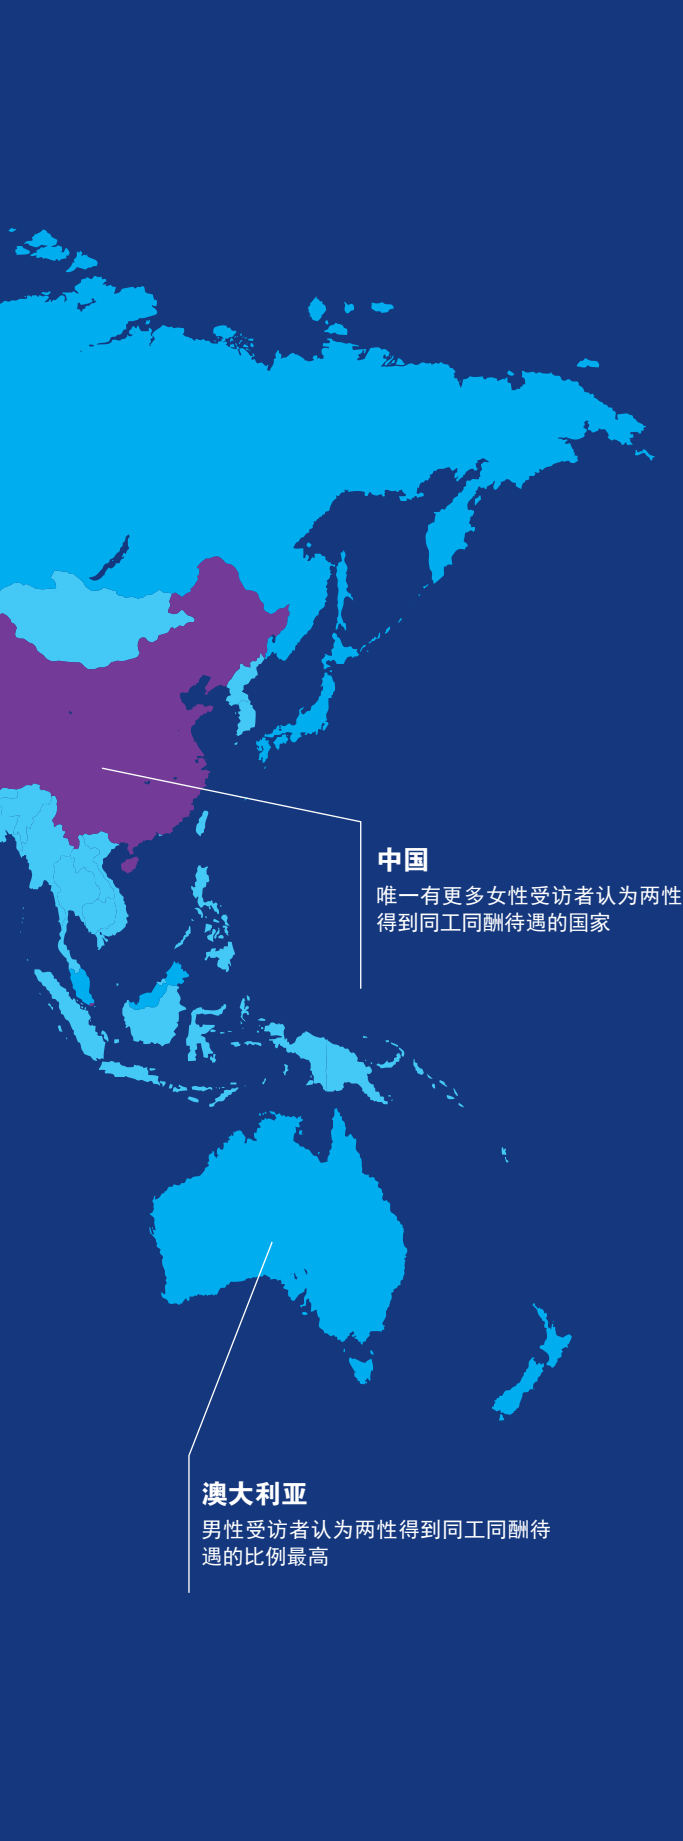 中国
唯一有更多女性受访者认为两性
得到同工同酬待遇的国家
澳大利亚
男性受访者认为两性得到同工同酬待
遇的比例最高